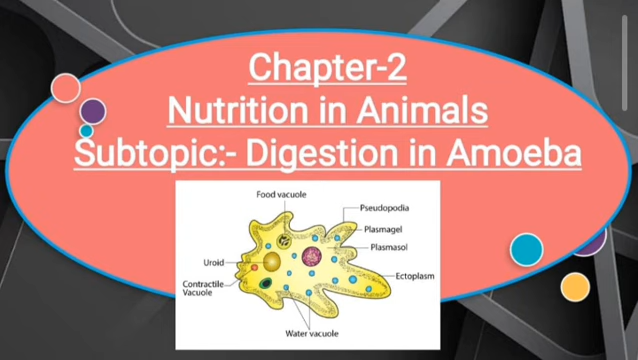 Chapter-2
Nutrition in Animals
Subtopic:- Digestion in Amoeba
Food vacuole
Pseudopodia
Plasmagel
Plasmasol
Uroid
Ectoplasm
Contractile
Vacuole
Water vacuole